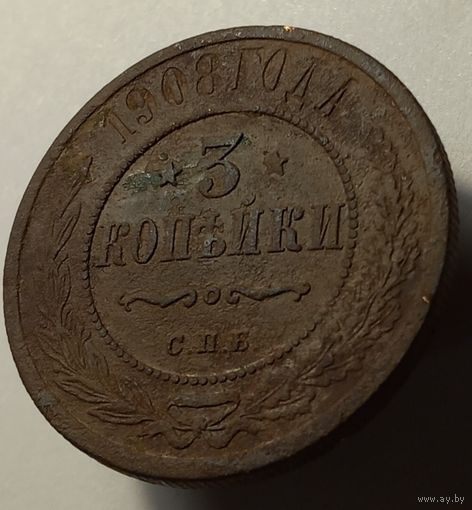 1908 ГОДА
* 3 *
КОПѢЙКИ
С.П.Б.
www.ay.by